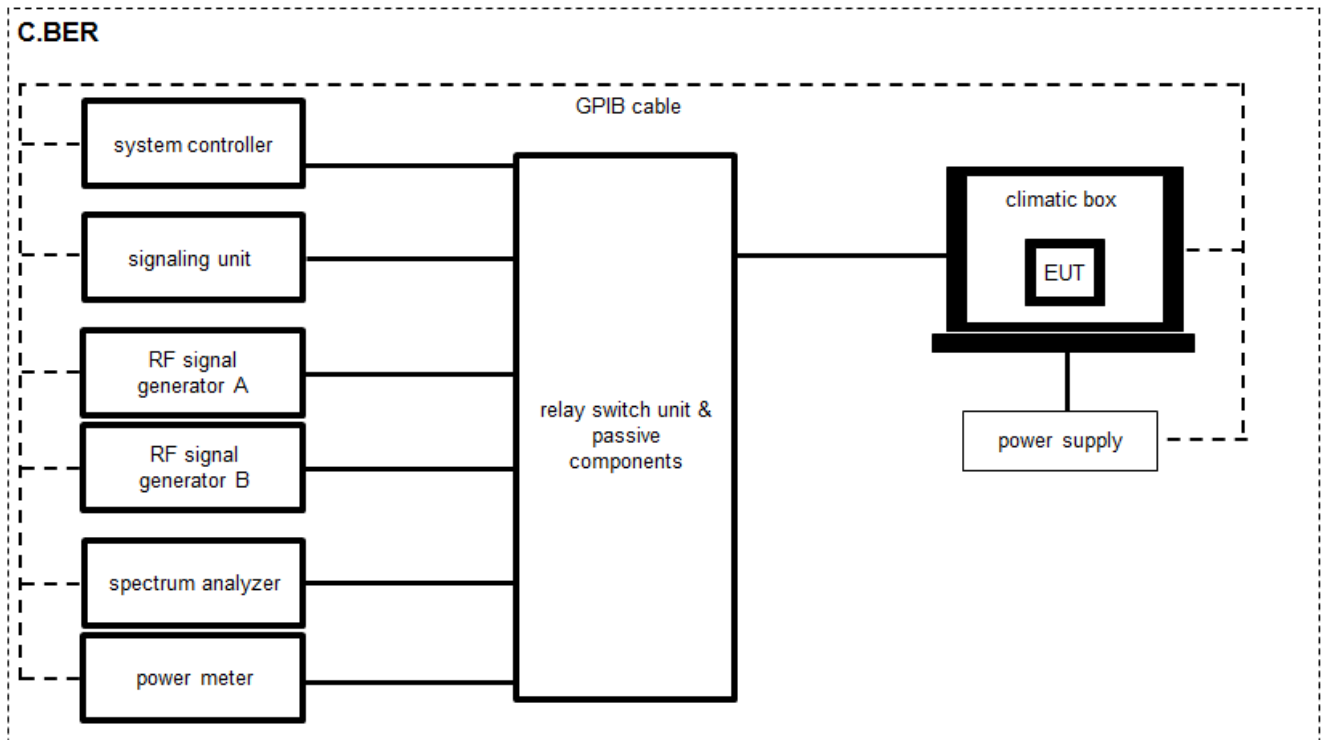 C.BER
GPIB cable
system controller
signaling unit
RF signal
generator A
RF signal
generator B
spectrum analyzer
power meter
relay switch unit &
passive
components
climatic box
EUT
power supply